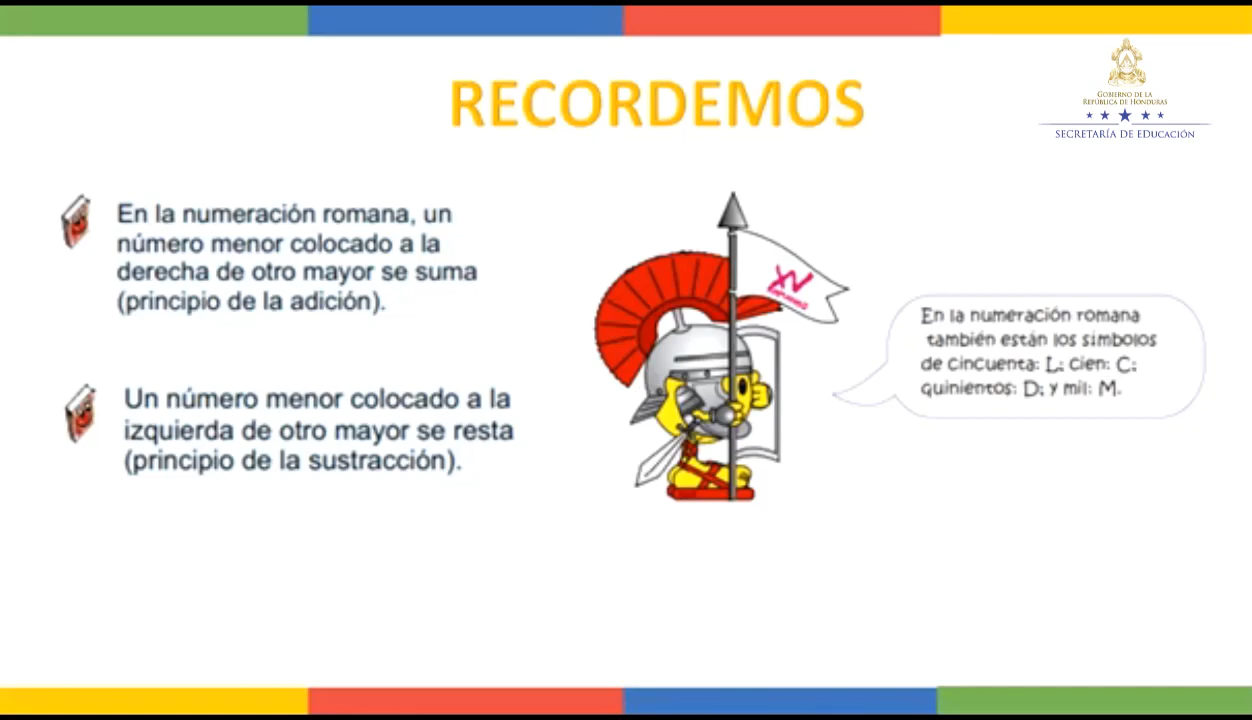 RECORDEMOS
GOBIERNO DE LA
REPÚBLICA DE HONDURAS
SECRETARÍA DE EDUCACIÓN
En la numeración romana, un
número menor colocado a la
derecha de otro mayor se suma
(principio de la adición).
Un número menor colocado a la
izquierda de otro mayor se resta
(principio de la sustracción).
XV
En la numeración romana
también están los símbolos
de cincuenta: L; cien: C;
quinientos: D; y mil: M.